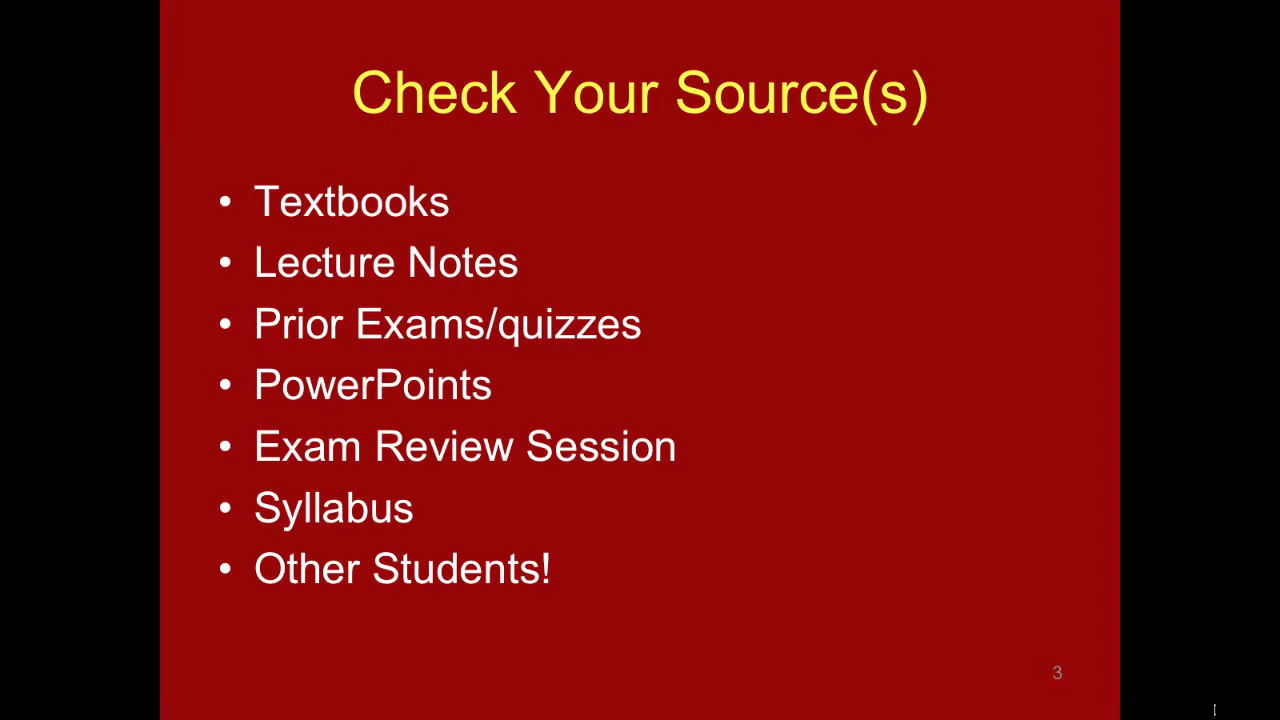 Check Your Source(s)
• Textbooks
• Lecture Notes
• Prior Exams/quizzes
• PowerPoints
• Exam Review Session
• Syllabus
• Other Students!
3